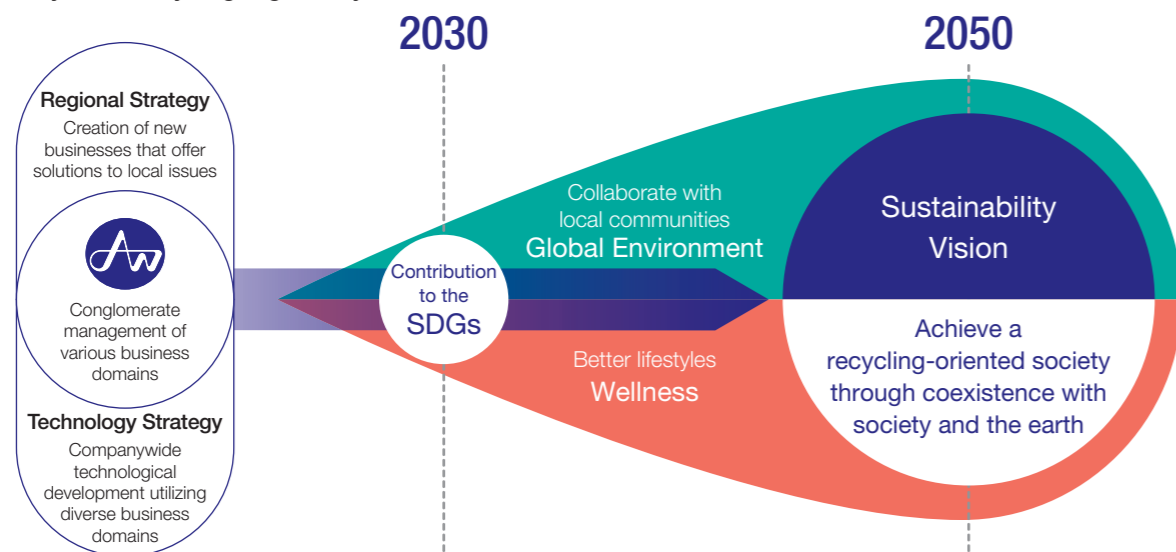 2030
2050
Regional Strategy
Creation of new
businesses that offer
solutions to local issues
AW
Conglomerate
management of
various business
domains
Technology Strategy
Companywide
technological
development utilizing
diverse business
domains
Contribution
to the
SDGs
Collaborate with
local communities
Global Environment
Better lifestyles
Wellness
Sustainability
Vision
Achieve a
recycling-oriented society
through coexistence with
society and the earth